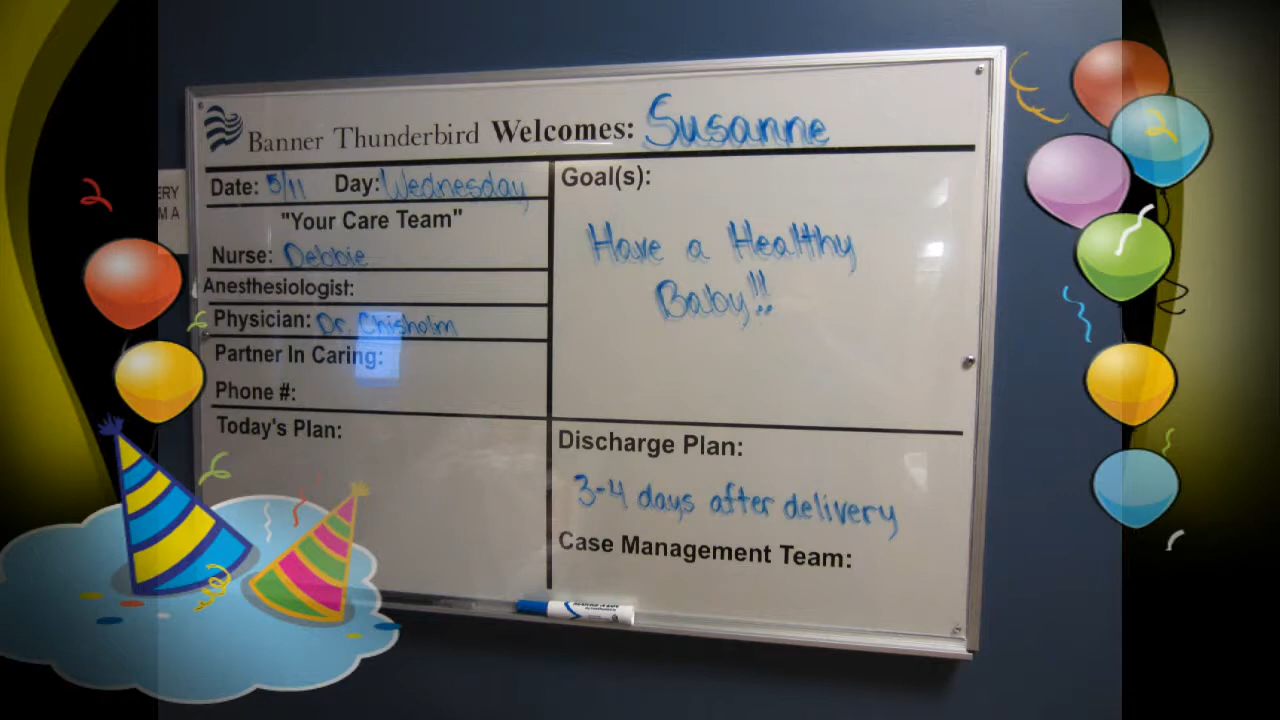 Banner Thunderbird Welcomes: Susanne
Date: 5/11 Day: Wednesday
"Your Care Team"
Nurse: Debbie
Anesthesiologist:
Physician: Dr. Chisholm
Partner In Caring:
Phone #:
Today's Plan:
Goal(s):
Have a Healthy
Baby!!
Discharge Plan:
3-4 days after delivery
Case Management Team:
ERY
M A